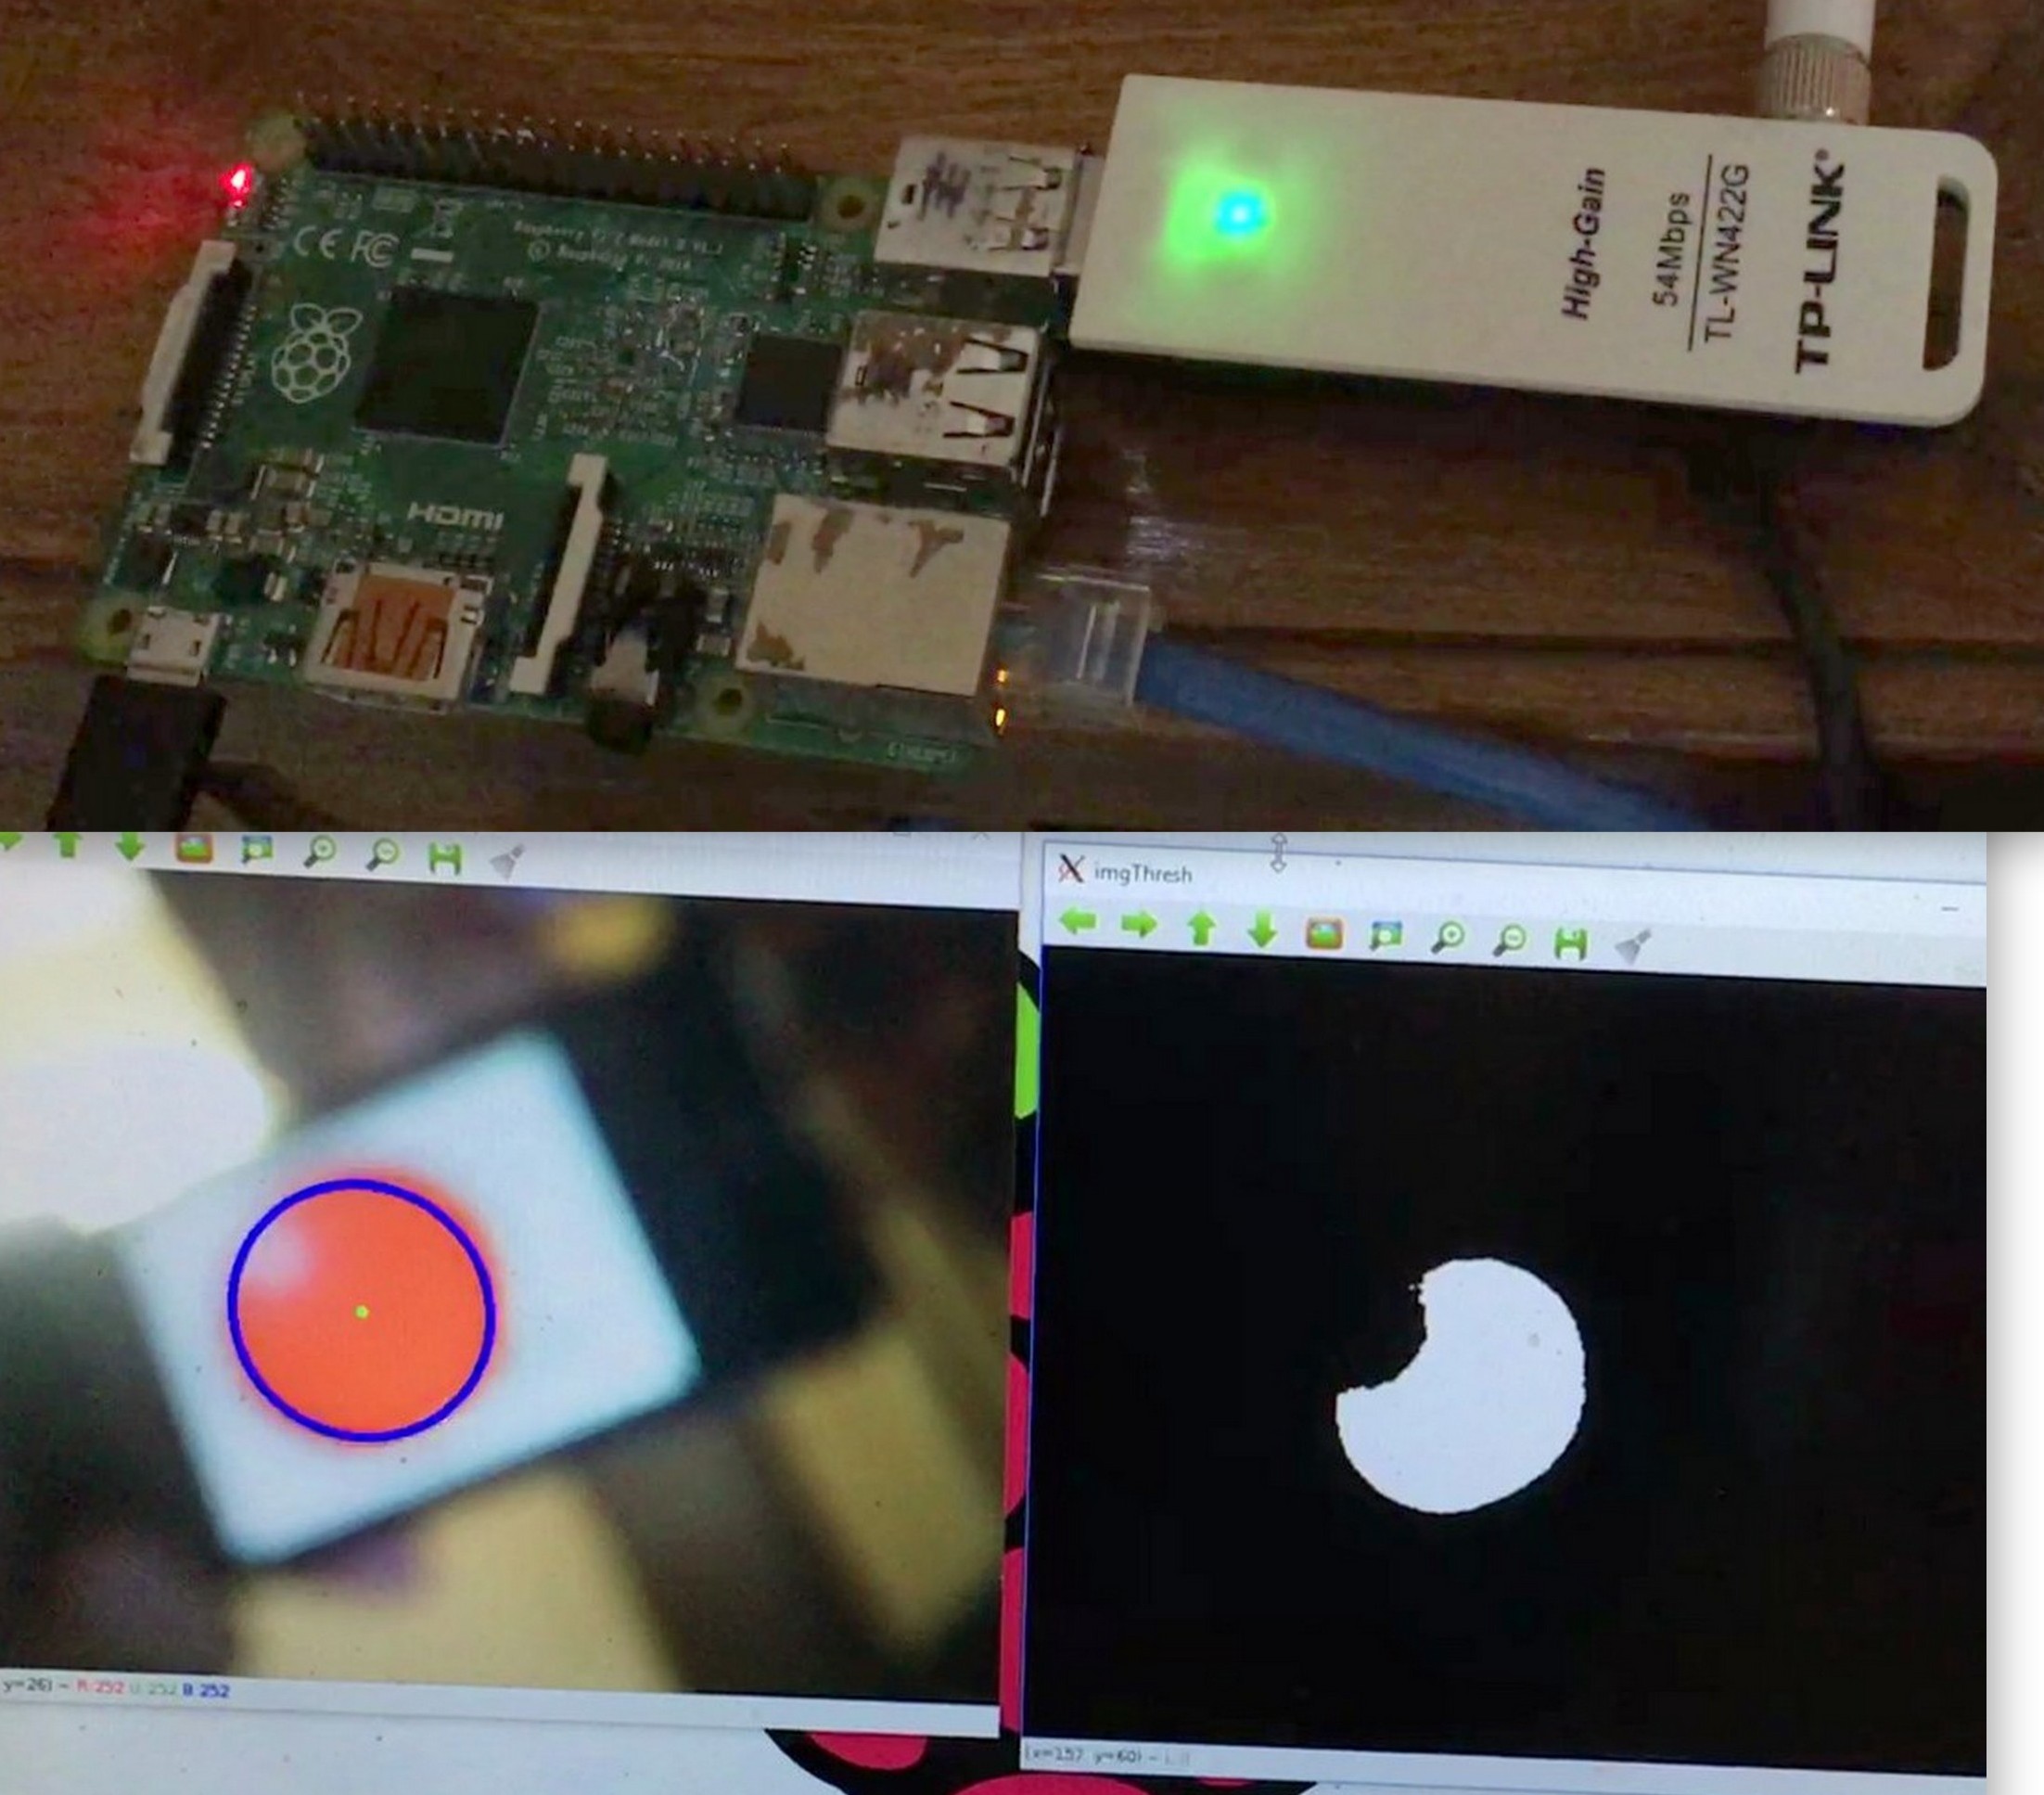 CE FC
Raspberry Pi 2 Model B V1.1
© Raspberry Pi 2014
HDMI
ETHERNET
High-Gain
54Mbps
TL-WN422G
TP-LINK®
imgThresh
y=26) ~ R:252 G:252 B:252
(x=157, y=60) ~